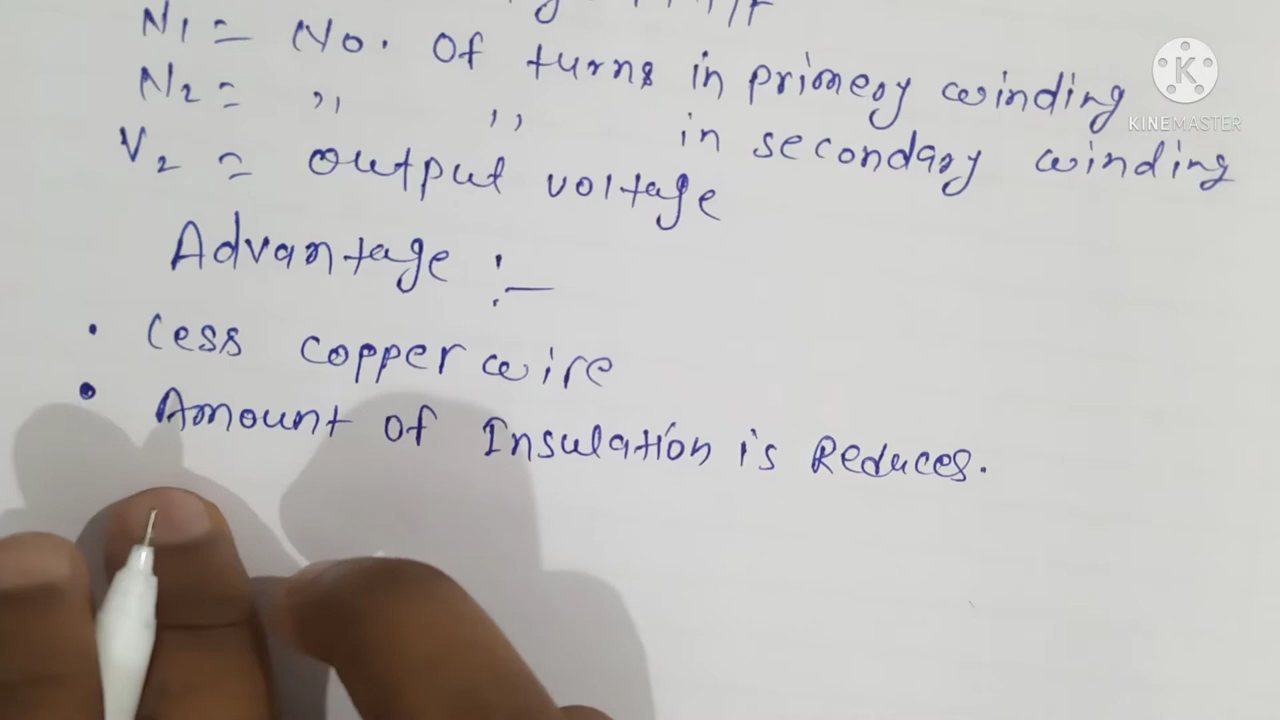 N1 = No. Of turns in primery winding
N2 = ,, ,, in secondary winding
V2 = output voltage
Advantage :-
• Less copper wire
• Amount of Insulation is Reduces.
K
KINEMASTER